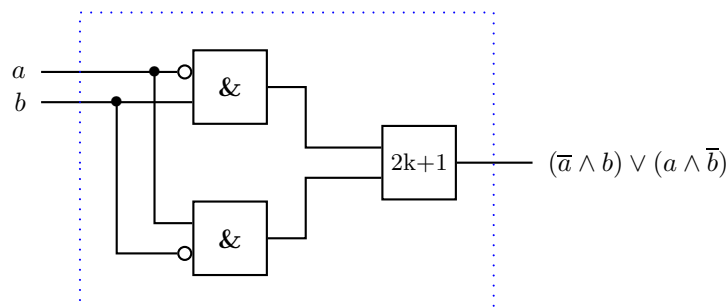 a
b
&
2k+1
(a̅ ∧ b) ∨ (a ∧ b̅)
&